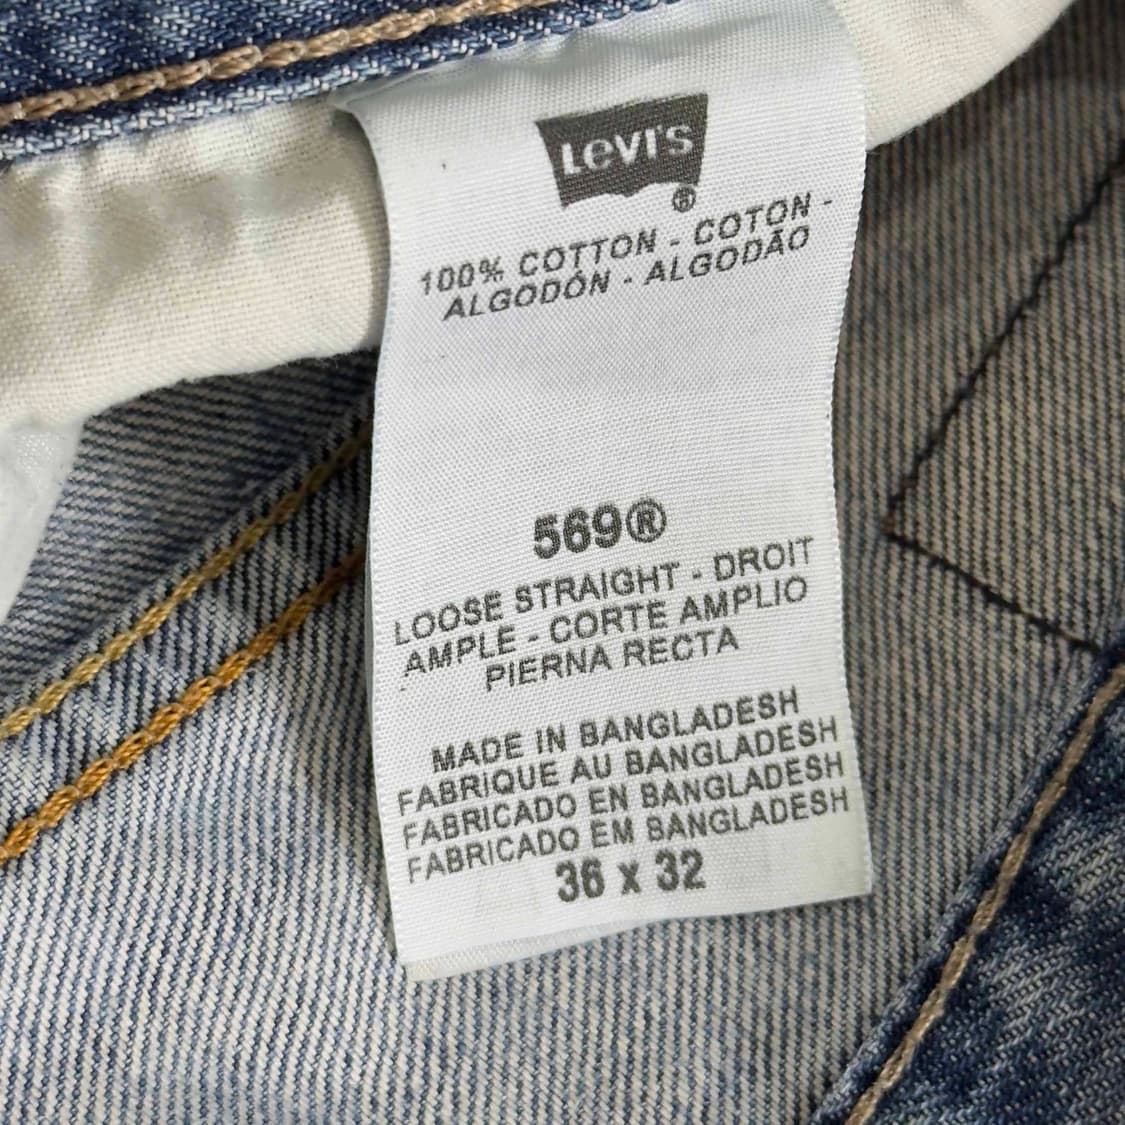 Levi's
®
100% COTTON - COTON -
ALGODÓN - ALGODÃO
569®
LOOSE STRAIGHT - DROIT
AMPLE - CORTE AMPLIO
PIERNA RECTA
MADE IN BANGLADESH
FABRIQUE AU BANGLADESH
FABRICADO EN BANGLADESH
FABRICADO EM BANGLADESH
36 x 32